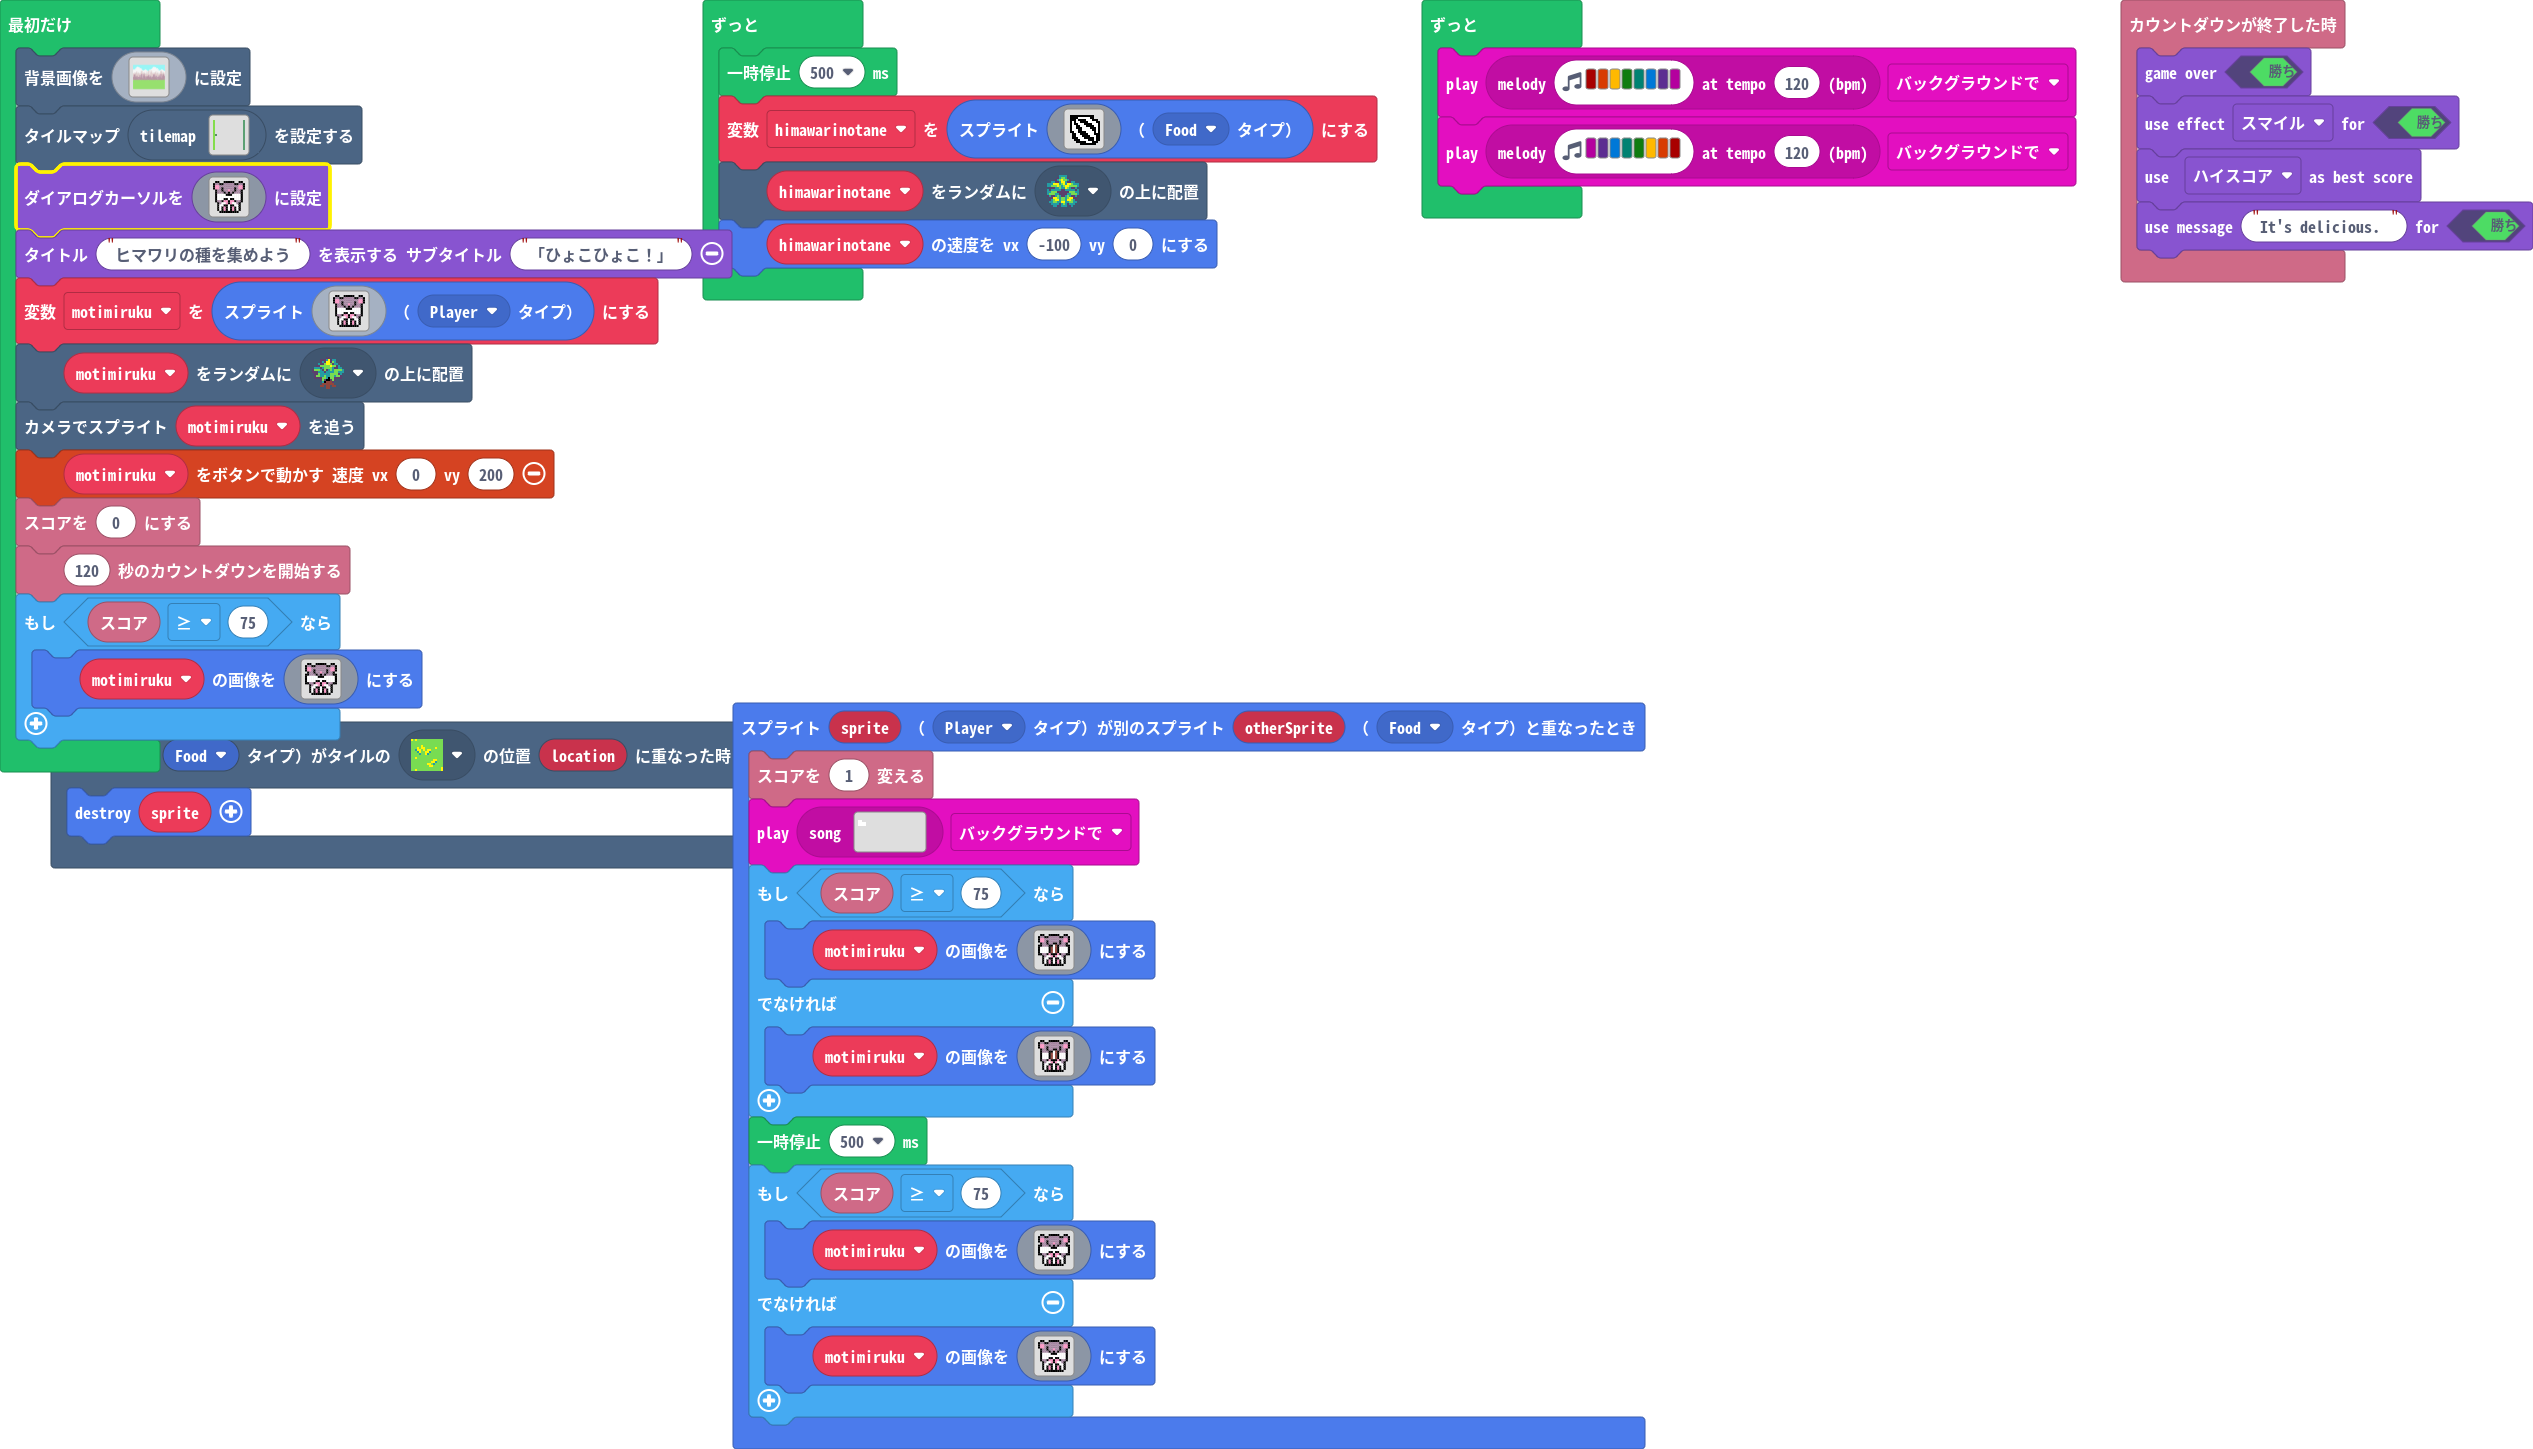 最初だけ
背景画像を に設定
タイルマップ tilemap を設定する
ダイアログカーソルを に設定
タイトル "ヒマワリの種を集めよう" を表示する サブタイトル "「ひょこひょこ！」"
変数 motimiruku を スプライト （ Player タイプ） にする
motimiruku をランダムに の上に配置
カメラでスプライト motimiruku を追う
motimiruku をボタンで動かす 速度 vx 0 vy 200
スコアを 0 にする
120 秒のカウントダウンを開始する
もし スコア ≥ 75 なら
motimiruku の画像を にする
Food タイプ）がタイルの の位置 location に重なった時
destroy sprite
ずっと
一時停止 500 ms
変数 himawarinotane を スプライト （ Food タイプ） にする
himawarinotane をランダムに の上に配置
himawarinotane の速度を vx -100 vy 0 にする
ずっと
play melody at tempo 120 (bpm) バックグラウンドで
play melody at tempo 120 (bpm) バックグラウンドで
カウントダウンが終了した時
game over 勝ち
use effect スマイル for 勝ち
use ハイスコア as best score
use message "It's delicious." for 勝ち
スプライト sprite （ Player タイプ）が別のスプライト otherSprite （ Food タイプ）と重なったとき
スコアを 1 変える
play song バックグラウンドで
もし スコア ≥ 75 なら
motimiruku の画像を にする
でなければ
motimiruku の画像を にする
一時停止 500 ms
もし スコア ≥ 75 なら
motimiruku の画像を にする
でなければ
motimiruku の画像を にする